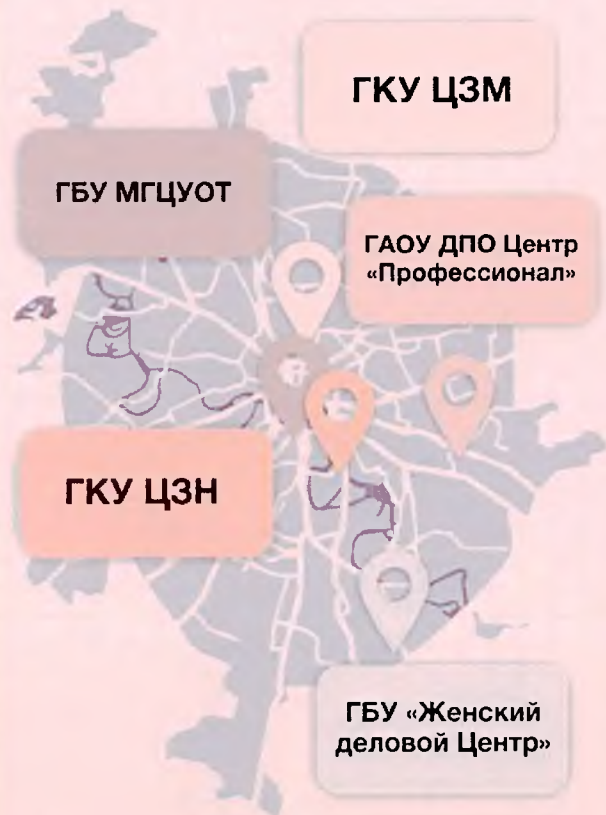 ГКУ ЦЗМ
ГБУ МГЦУОТ
ГАОУ ДПО Центр
«Профессионал»
ГКУ ЦЗН
ГБУ «Женский
деловой Центр»